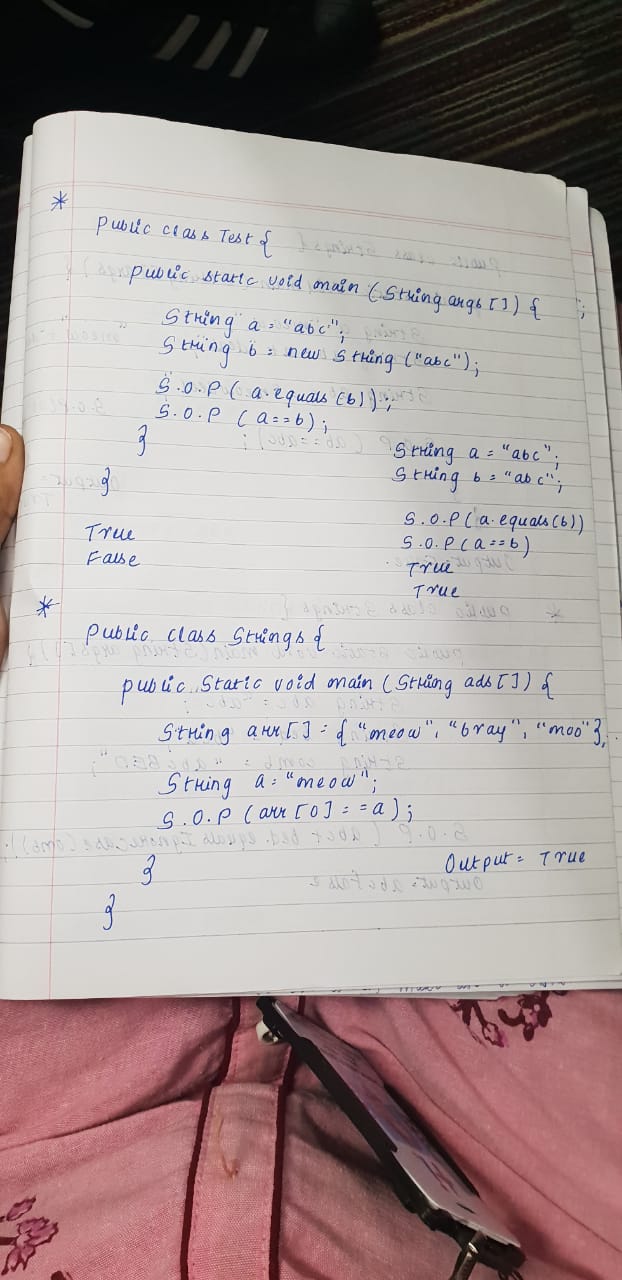 *
Public class Test {
public static void main (String args []) {
;
String a = "abc";
String b = new String ("abc");
S.O.P (a.equals (b));
S.O.P (a==b);
}
}
True
False
String a = "abc";
String b = "abc";
S.O.P (a.equals(b))
S.O.P (a==b)
True
True
*
Public class Strings {
public Static void main (String ads []) {
String arr [] = { "meow", "bray", "moo" };
String a = "meow";
S.O.P (arr [0] == a);
}
Output = True
}